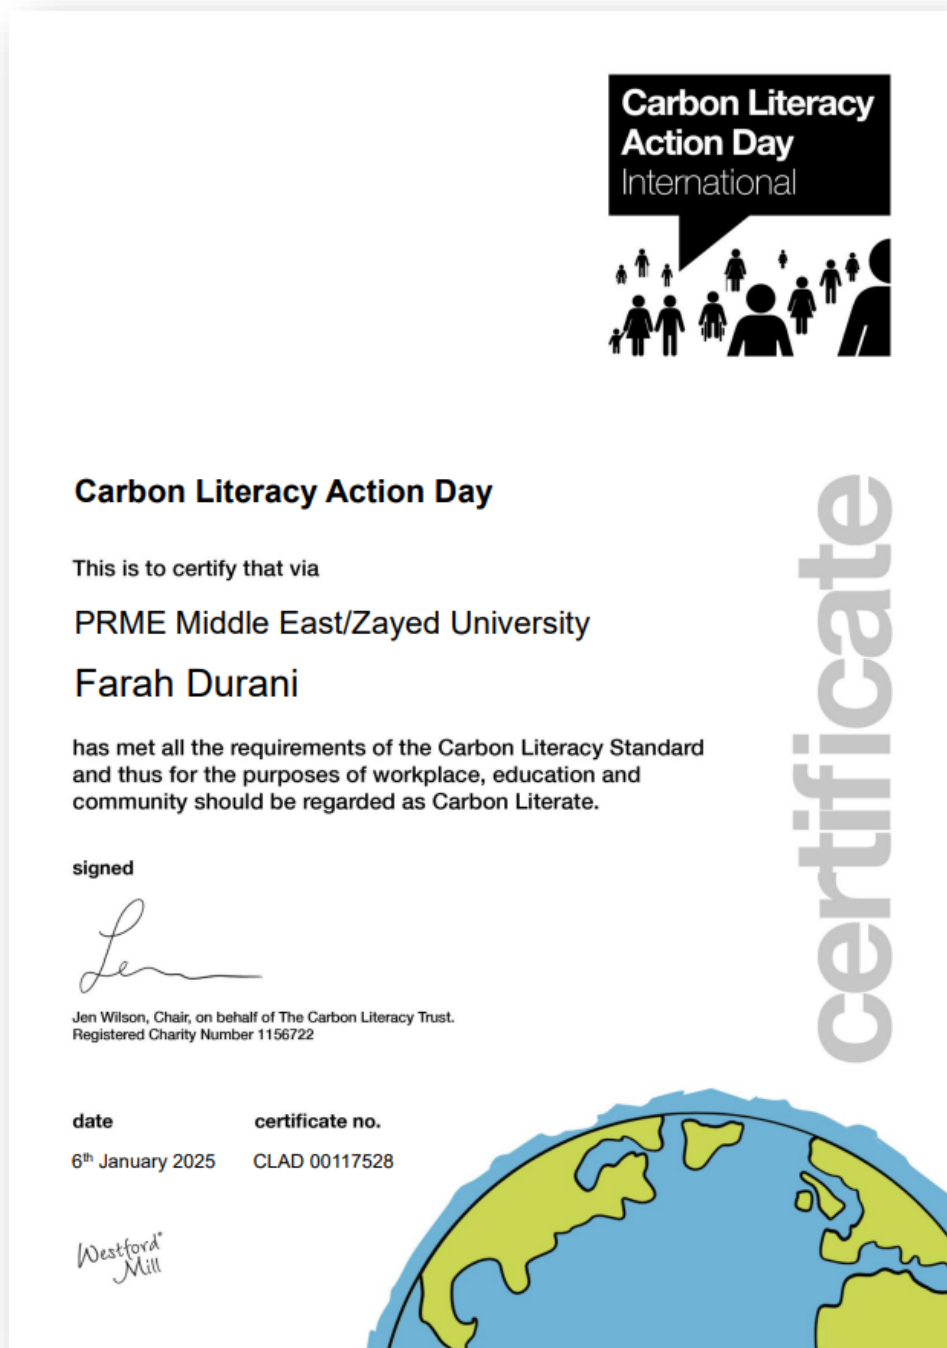 Carbon Literacy
Action Day
International
Carbon Literacy Action Day
This is to certify that via
PRME Middle East/Zayed University
Farah Durani
has met all the requirements of the Carbon Literacy Standard
and thus for the purposes of workplace, education and
community should be regarded as Carbon Literate.
signed
Jen Wilson, Chair, on behalf of The Carbon Literacy Trust.
Registered Charity Number 1156722
date certificate no.
6th January 2025 CLAD 00117528
Westford
Mill
certificate